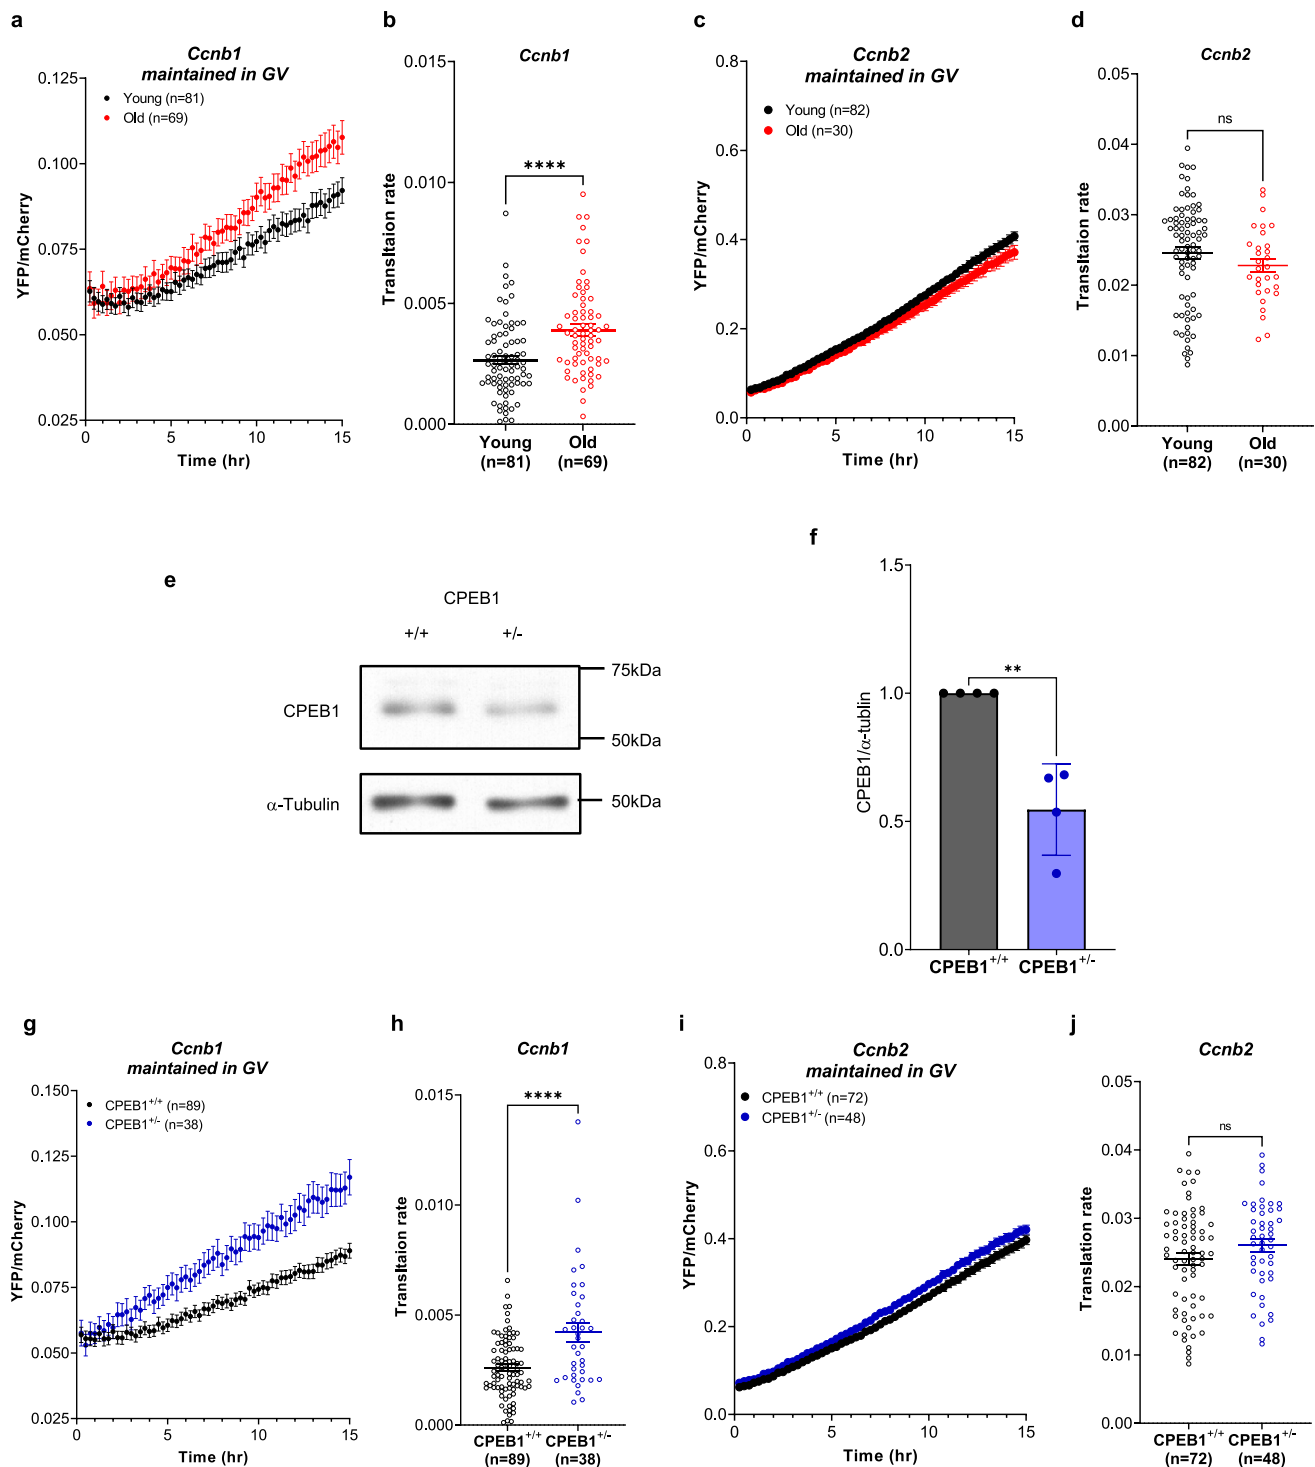 a
Ccnb1
maintained in GV
Young (n=81)
Old (n=69)
YFP/mCherry
0.125
0.100
0.075
0.050
0.025
0 5 10 15
Time (hr)
b
Ccnb1
****
Transltaion rate
0.015
0.010
0.005
0.000
Young Old
(n=81) (n=69)
c
Ccnb2
maintained in GV
Young (n=82)
Old (n=30)
YFP/mCherry
0.8
0.6
0.4
0.2
0.0
0 5 10 15
Time (hr)
d
Ccnb2
ns
Translation rate
0.05
0.04
0.03
0.02
0.01
0.00
Young Old
(n=82) (n=30)
e
CPEB1
+/+ +/-
75kDa
CPEB1
50kDa
α-Tubulin
50kDa
f
**
CPEB1/α-tublin
1.5
1.0
0.5
0.0
CPEB1+/+ CPEB1+/-
g
Ccnb1
maintained in GV
CPEB1+/+ (n=89)
CPEB1+/- (n=38)
YFP/mCherry
0.150
0.125
0.100
0.075
0.050
0.025
0 5 10 15
Time (hr)
h
Ccnb1
****
Transltaion rate
0.015
0.010
0.005
0.000
CPEB1+/+ CPEB1+/-
(n=89) (n=38)
i
Ccnb2
maintained in GV
CPEB1+/+ (n=72)
CPEB1+/- (n=48)
YFP/mCherry
0.8
0.6
0.4
0.2
0.0
0 5 10 15
Time (hr)
j
Ccnb2
ns
Translation rate
0.05
0.04
0.03
0.02
0.01
0.00
CPEB1+/+ CPEB1+/-
(n=72) (n=48)